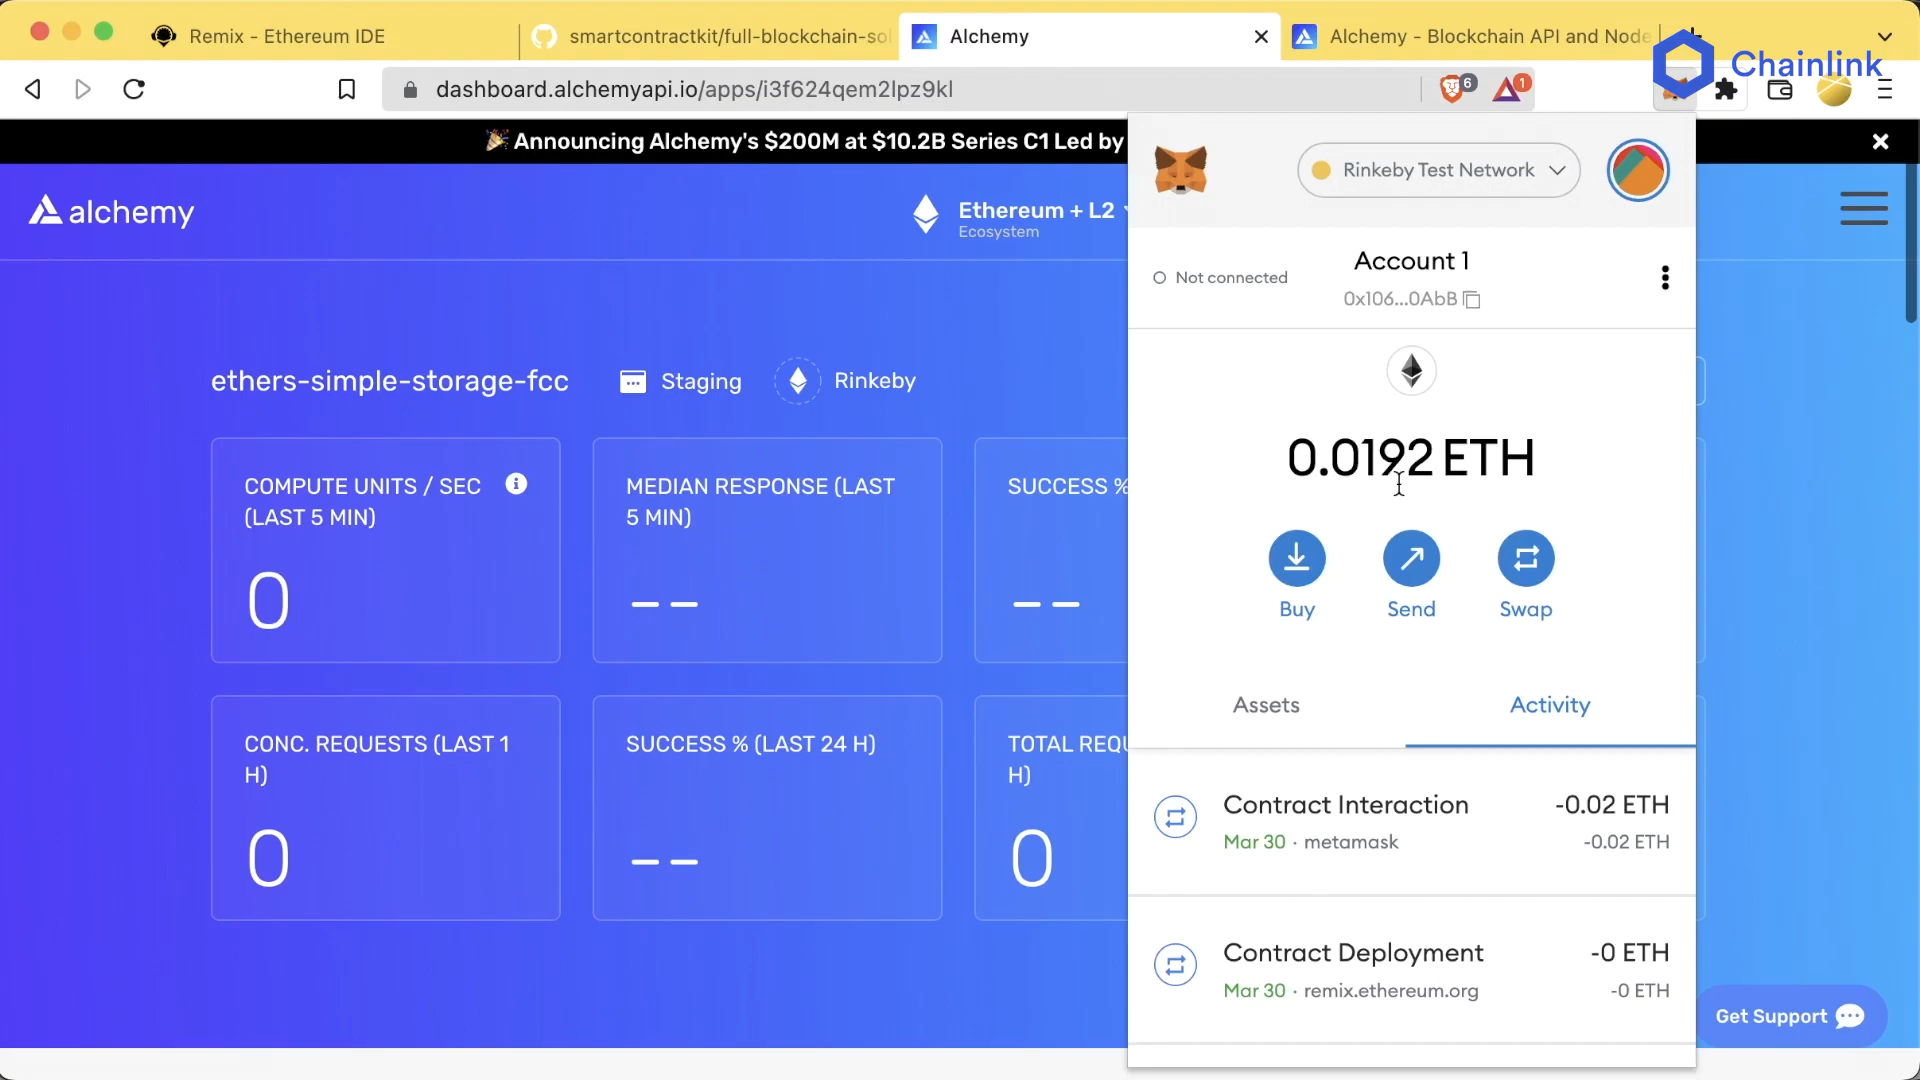 Remix - Ethereum IDE
smartcontractkit/full-blockchain-sol
Alchemy
Alchemy - Blockchain API and Node
Chainlink
dashboard.alchemyapi.io/apps/i3f624qem2lpz9kl
6
1
Announcing Alchemy's $200M at $10.2B Series C1 Led by
alchemy
Ethereum + L2
Ecosystem
Rinkeby Test Network
Not connected
Account 1
0x106...0AbB
ethers-simple-storage-fcc
Staging
Rinkeby
0.0192 ETH
COMPUTE UNITS / SEC
(LAST 5 MIN)
0
MEDIAN RESPONSE (LAST
5 MIN)
--
SUCCESS %
--
Buy
Send
Swap
Assets
Activity
CONC. REQUESTS (LAST 1
H)
0
SUCCESS % (LAST 24 H)
--
TOTAL REQU
H)
0
Contract Interaction
-0.02 ETH
Mar 30 · metamask
-0.02 ETH
Contract Deployment
-0 ETH
Mar 30 · remix.ethereum.org
-0 ETH
Get Support